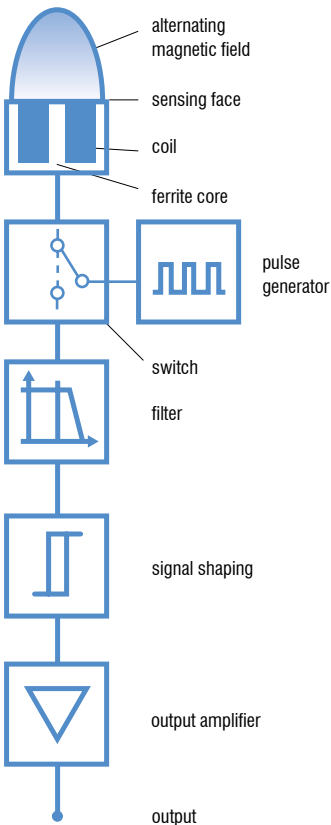 alternating
magnetic field
sensing face
coil
ferrite core
pulse
generator
switch
filter
signal shaping
output amplifier
output